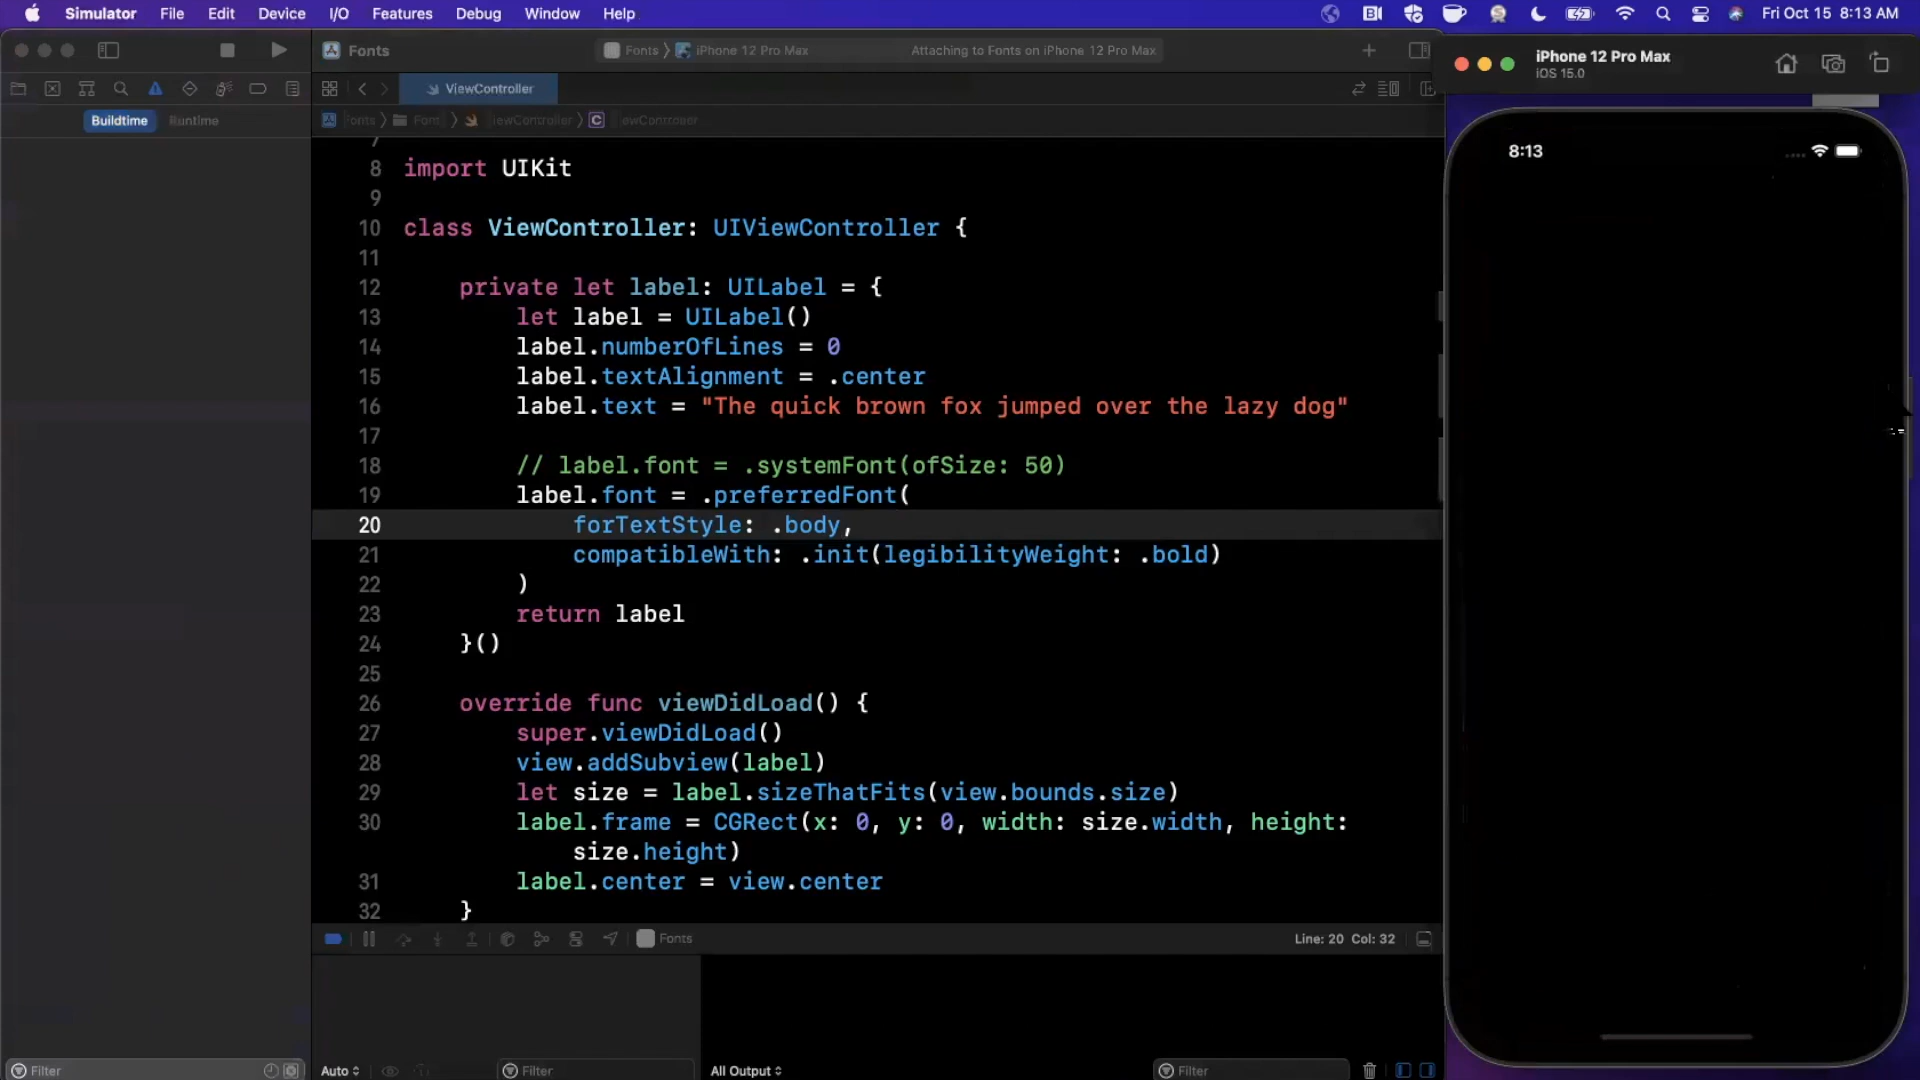 Simulator File Edit Device I/O Features Debug Window Help Fri Oct 15 8:13 AM
Fonts Fonts iPhone 12 Pro Max Attaching to Fonts on iPhone 12 Pro Max
iPhone 12 Pro Max
iOS 15.0
ViewController
Buildtime Runtime
8:13
8 import UIKit
9
10 class ViewController: UIViewController {
11
12 private let label: UILabel = {
13 let label = UILabel()
14 label.numberOfLines = 0
15 label.textAlignment = .center
16 label.text = "The quick brown fox jumped over the lazy dog"
17
18 // label.font = .systemFont(ofSize: 50)
19 label.font = .preferredFont(
20 forTextStyle: .body,
21 compatibleWith: .init(legibilityWeight: .bold)
22 )
23 return label
24 }()
25
26 override func viewDidLoad() {
27 super.viewDidLoad()
28 view.addSubview(label)
29 let size = label.sizeThatFits(view.bounds.size)
30 label.frame = CGRect(x: 0, y: 0, width: size.width, height:
size.height)
31 label.center = view.center
32 }
Fonts Line: 20 Col: 32
Filter Auto Filter All Output Filter